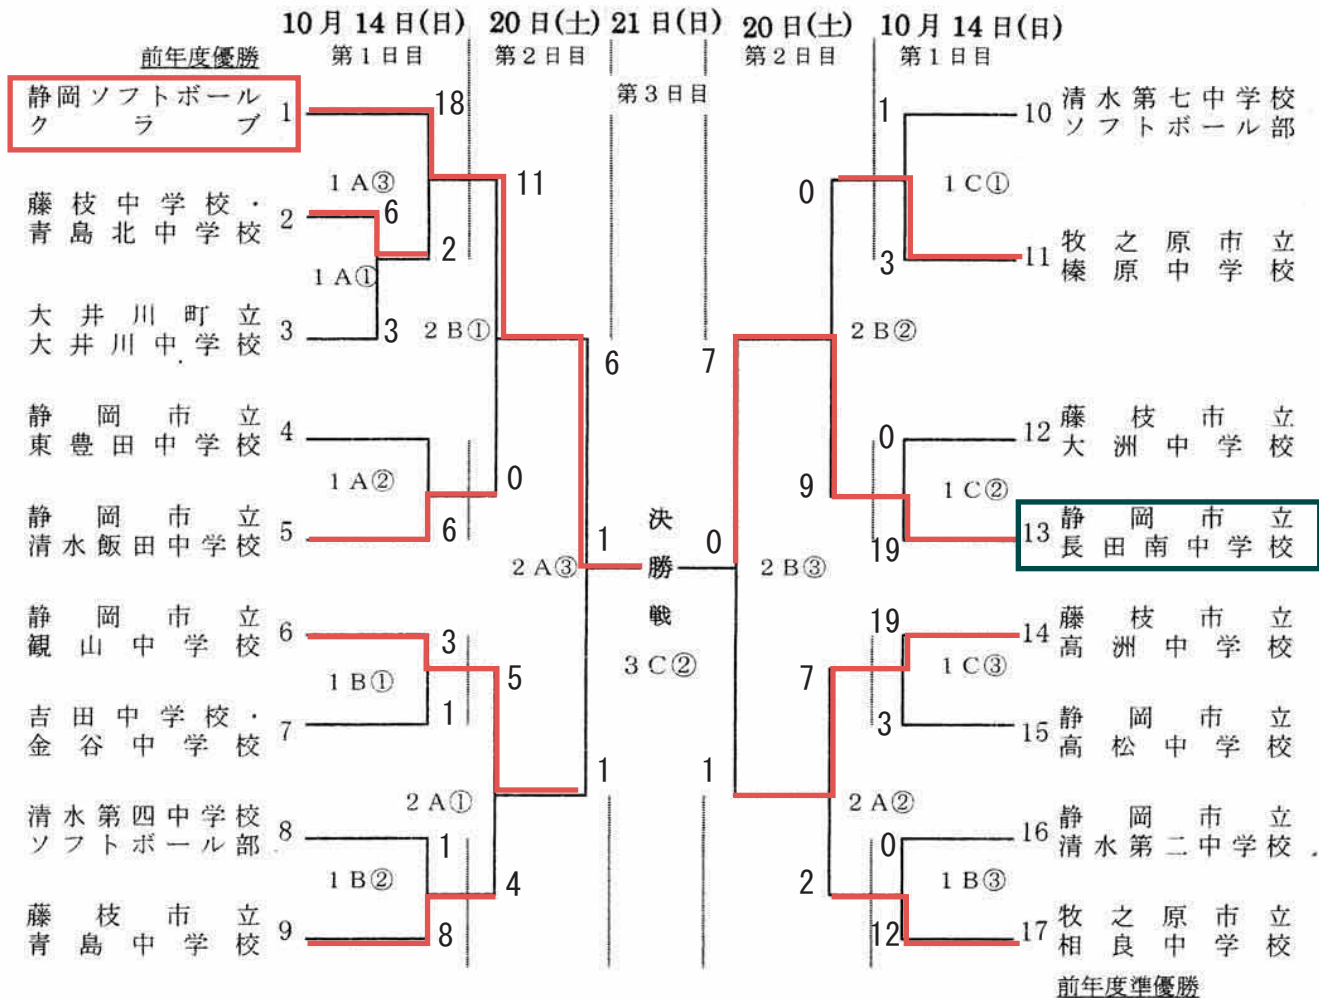 10月14日(日) 20日(土) 21日(日) 20日(土) 10月14日(日)
前年度優勝 第1日目 第2日目 第3日目 第2日目 第1日目
静岡ソフトボール
クラブ
1
18
1A③
11
藤枝中学校・
青島北中学校
2
6
2
1A①
大井川町立
大井川中学校
3
3
2B①
6
静岡市立
東豊田中学校
4
1A②
0
静岡市立
清水飯田中学校
5
6
2A③
1
静岡市立
観山中学校
6
3
5
1B①
吉田中学校・
金谷中学校
7
1
1
2A①
清水第四中学校
ソフトボール部
8
1
1B②
4
藤枝市立
青島中学校
9
8
決勝戦
3C②
1
10
清水第七中学校
ソフトボール部
0
1C①
3
11
牧之原市立
榛原中学校
7
2B②
0
12
藤枝市立
大洲中学校
9
1C②
19
13
静岡市立
長田南中学校
0
2B③
19
14
藤枝市立
高洲中学校
7
1C③
3
15
静岡市立
高松中学校
1
2A②
0
16
静岡市立
清水第二中学校
2
1B③
12
17
牧之原市立
相良中学校
前年度準優勝